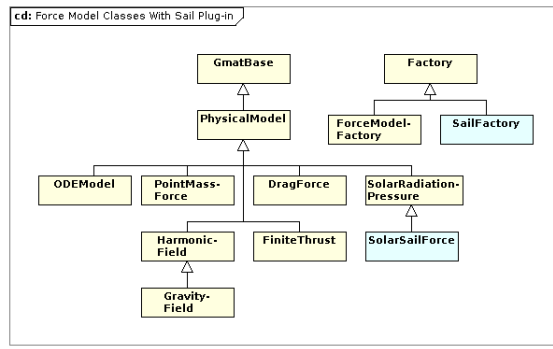 cd: Force Model Classes With Sail Plug-in
GmatBase
Factory
PhysicalModel
ForceModel-
Factory
SailFactory
ODEModel
PointMass-
Force
DragForce
SolarRadiation-
Pressure
Harmonic-
Field
FiniteThrust
SolarSailForce
Gravity-
Field